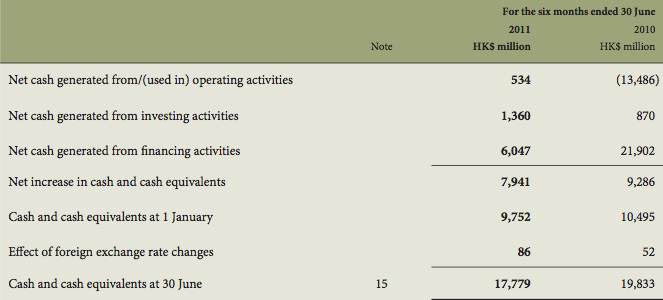 For the six months ended 30 June
2011 2010
Note HK$ million HK$ million
Net cash generated from/(used in) operating activities 534 (13,486)
Net cash generated from investing activities 1,360 870
Net cash generated from financing activities 6,047 21,902
Net increase in cash and cash equivalents 7,941 9,286
Cash and cash equivalents at 1 January 9,752 10,495
Effect of foreign exchange rate changes 86 52
Cash and cash equivalents at 30 June 15 17,779 19,833